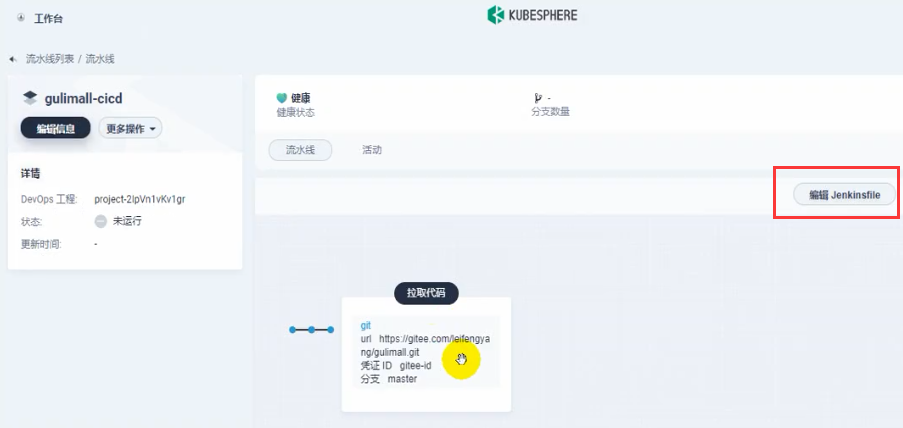 工作台
KUBESPHERE
流水线列表 / 流水线
gulimall-cicd
编辑信息
更多操作
详情
DevOps 工程: project-2lpVn1vKv1gr
状态: 未运行
更新时间: -
健康
健康状态
-
分支数量
流水线
活动
编辑 Jenkinsfile
拉取代码
git
url https://gitee.com/leifengya
ng/gulimall.git
凭证 ID gitee-id
分支 master